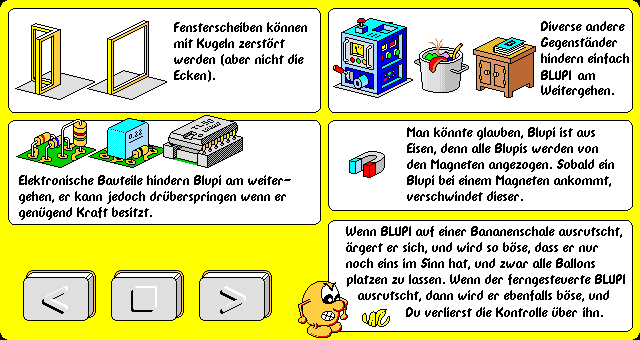 Fensterscheiben können
mit Kugeln zerstört
werden (aber nicht die
Ecken).
Diverse andere
Gegenständer
hindern einfach
BLUPI am
Weitergehen.
0.22
Elektronische Bauteile hindern Blupi am weiter-
gehen, er kann jedoch drüberspringen wenn er
genügend Kraft besitzt.
Man könnte glauben, Blupi ist aus
Eisen, denn alle Blupis werden von
den Magneten angezogen. Sobald ein
Blupi bei einem Magneten ankommt,
verschwindet dieser.
Wenn BLUPI auf einer Bananenschale ausrutscht,
ärgert er sich, und wird so böse, dass er nur
noch eins im Sinn hat, und zwar alle Ballons
platzen zu lassen. Wenn der ferngesteuerte BLUPI
ausrutscht, dann wird er ebenfalls böse, und
Du verlierst die Kontrolle über ihn.